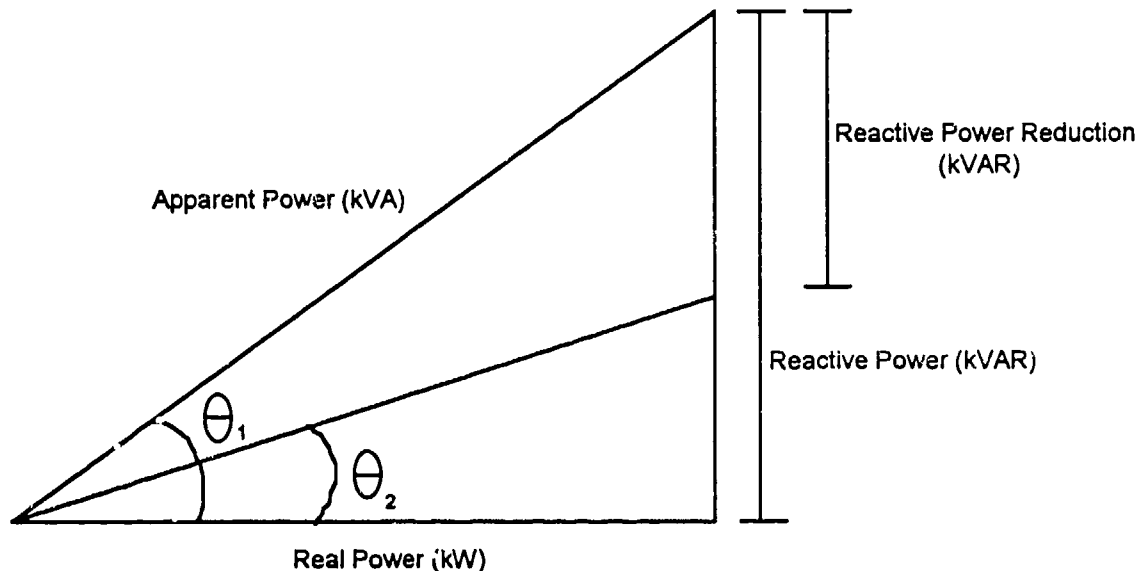 Reactive Power Reduction
(kVAR)
Apparent Power (kVA)
Reactive Power (kVAR)
Θ1
Θ2
Real Power (kW)